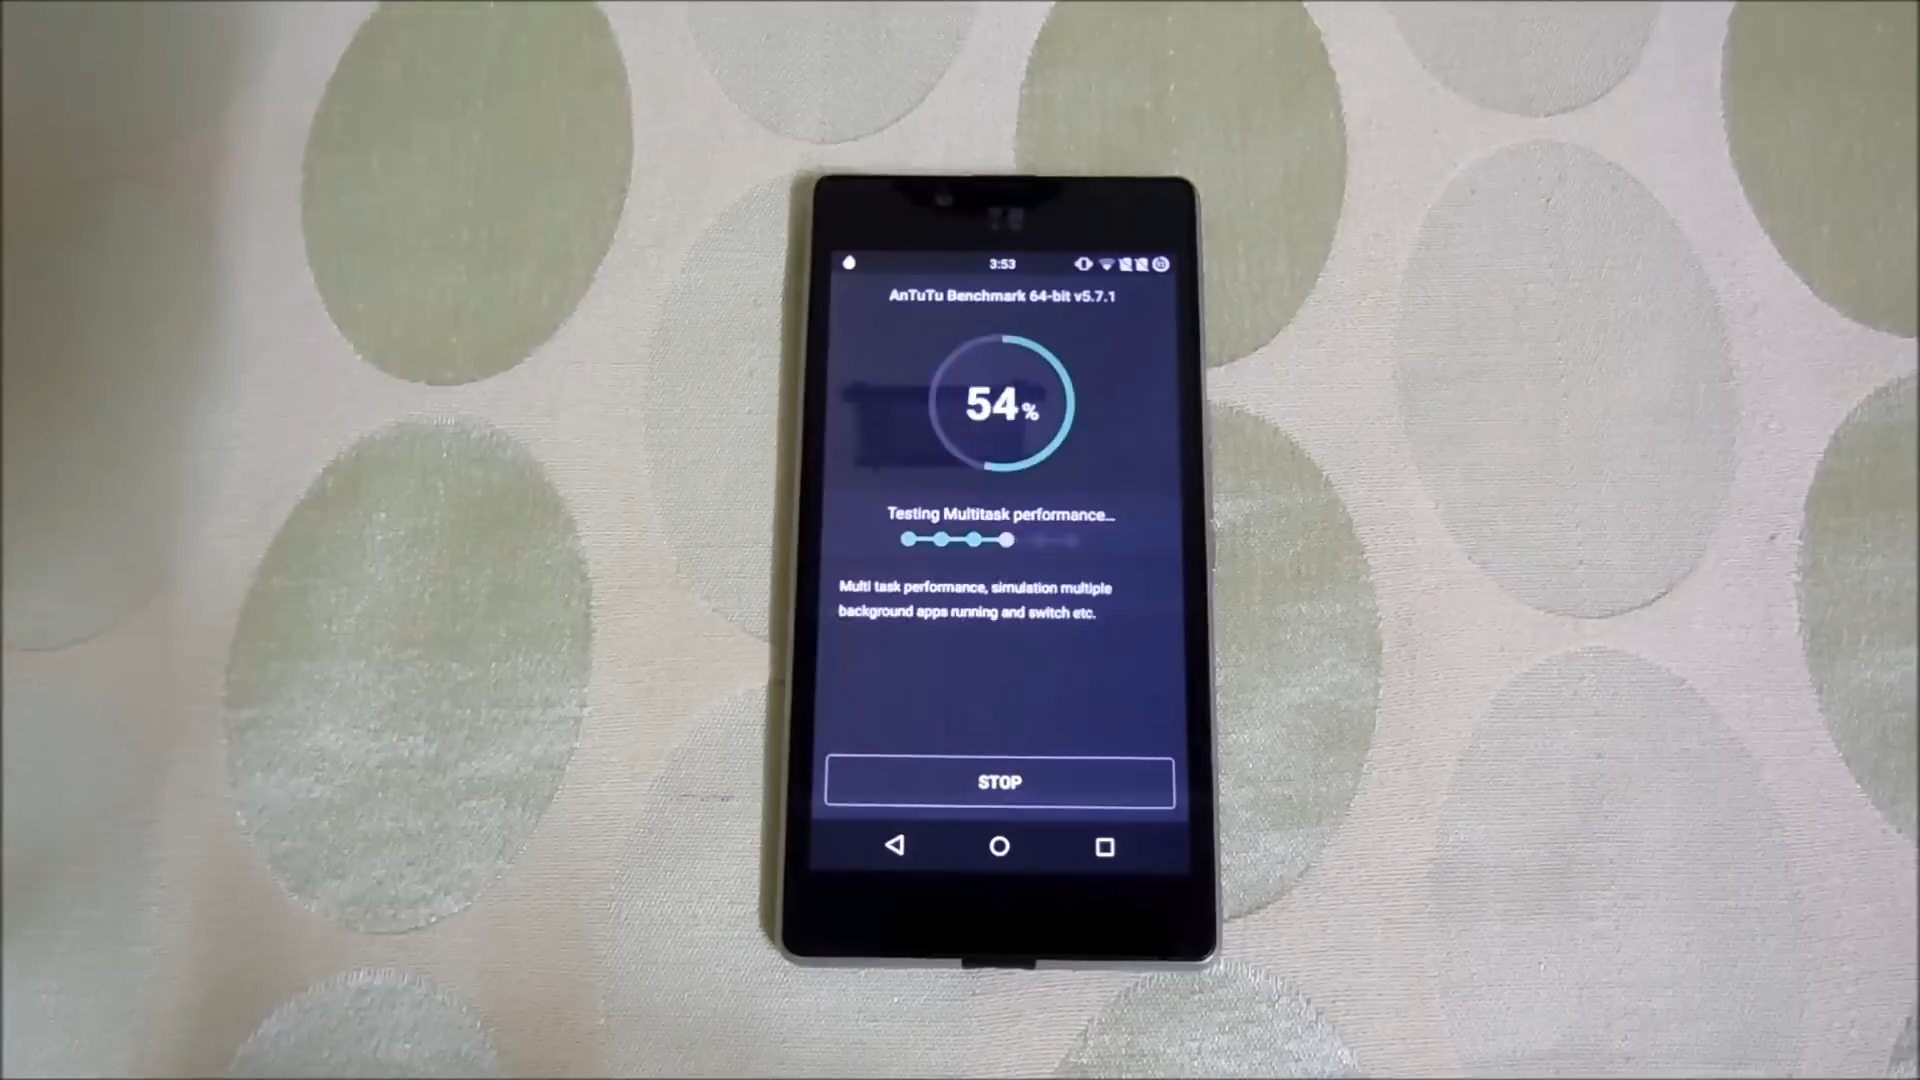 3:53
AnTuTu Benchmark 64-bit v5.7.1
54%
Testing Multitask performance...
Multi task performance, simulation multiple
background apps running and switch etc.
STOP